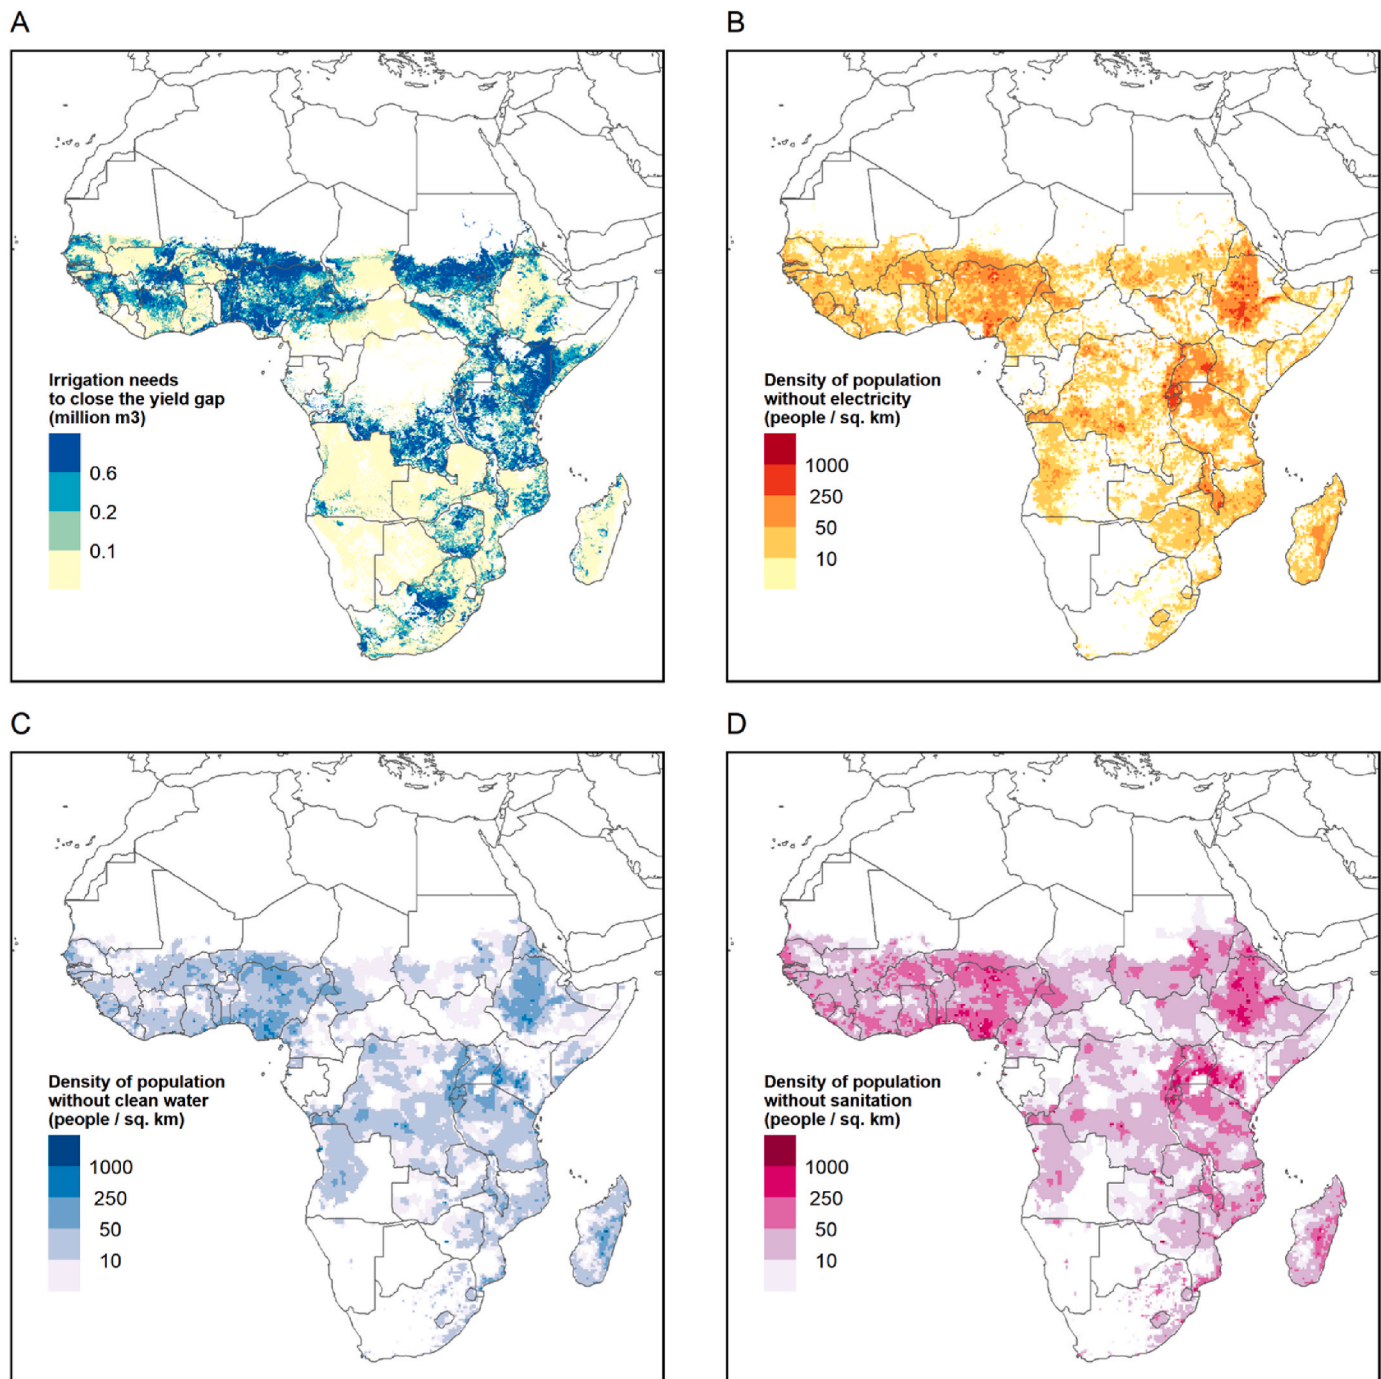 A
B
Irrigation needs
to close the yield gap
(million m3)
0.6
0.2
0.1
Density of population
without electricity
(people / sq. km)
1000
250
50
10
C
D
Density of population
without clean water
(people / sq. km)
1000
250
50
10
Density of population
without sanitation
(people / sq. km)
1000
250
50
10